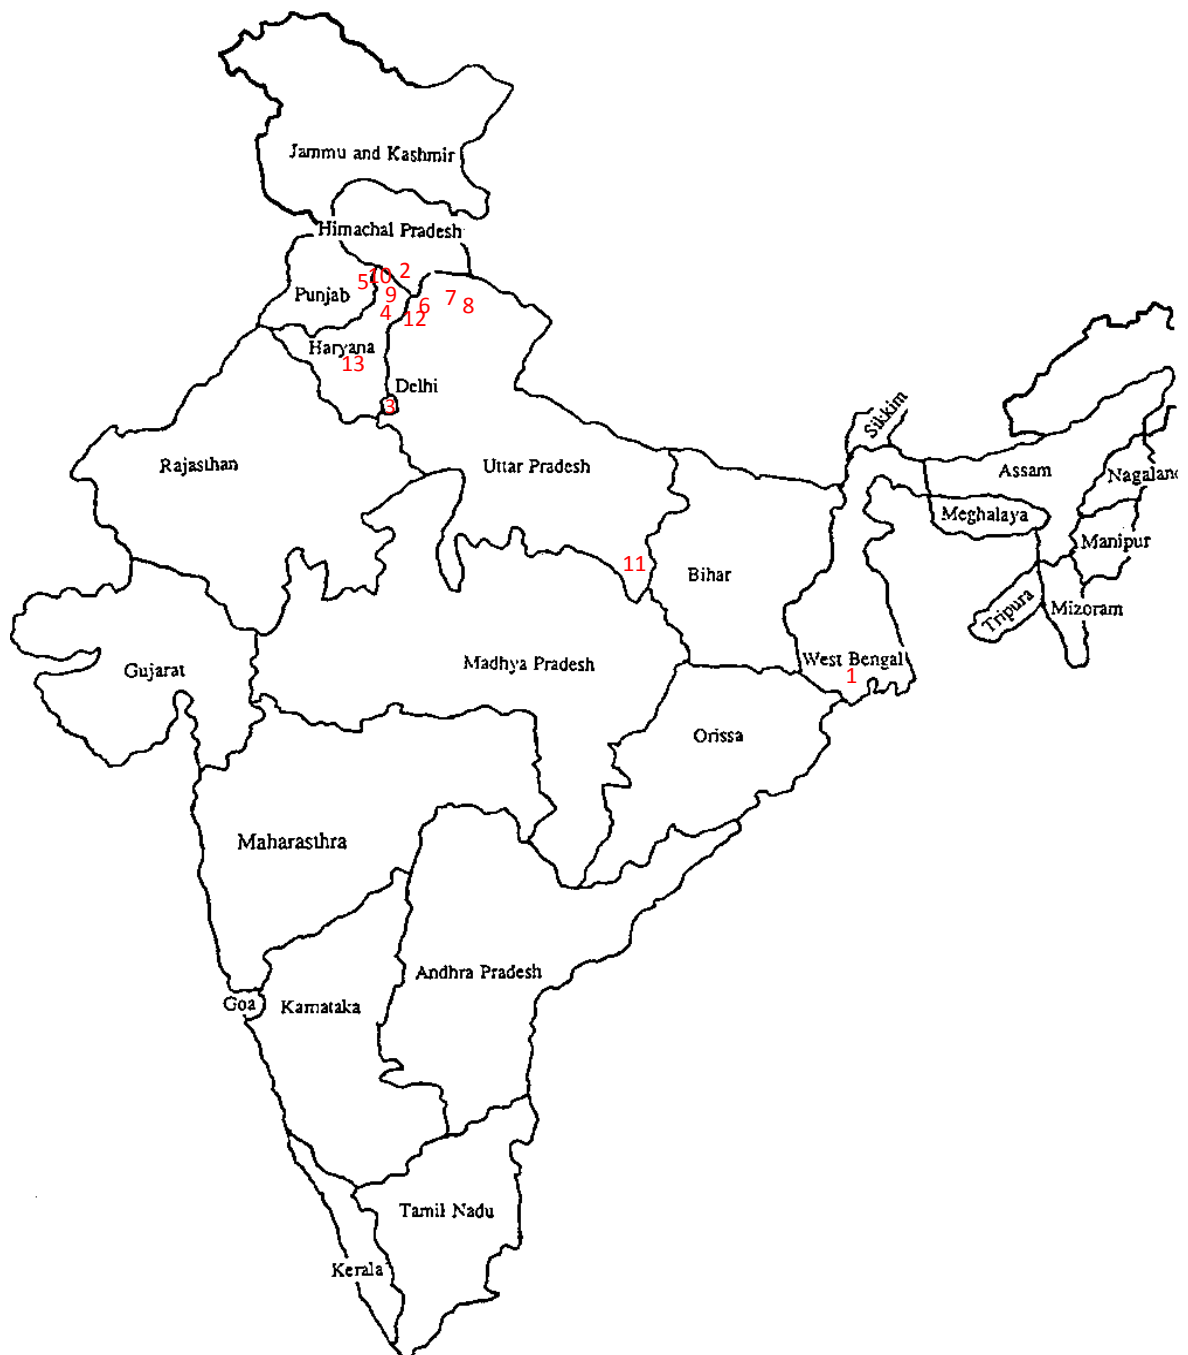 Jammu and Kashmir
Himachal Pradesh
2
10
5
Punjab
9
7
6
8
4
12
Haryana
13
Delhi
3
Sikkim
Rajasthan
Uttar Pradesh
Assam
Nagaland
Meghalaya
Manipur
11
Bihar
Tripura
Mizoram
Gujarat
Madhya Pradesh
West Bengal
1
Orissa
Maharasthra
Andhra Pradesh
Goa
Karnataka
Tamil Nadu
Kerala